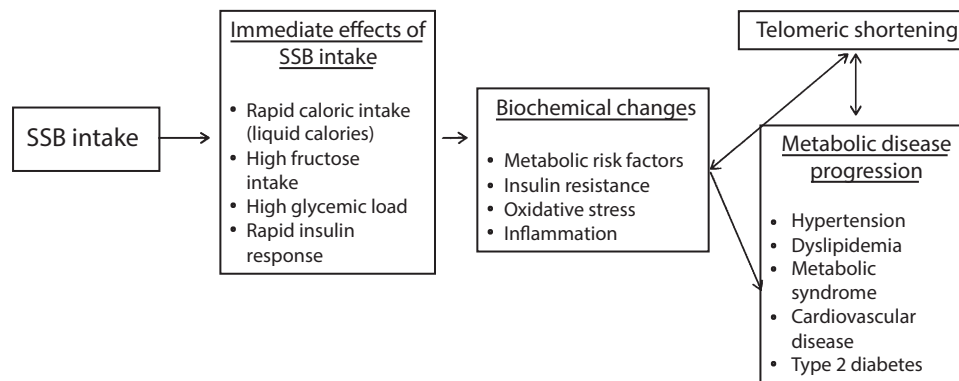 SSB intake
Immediate effects of
SSB intake
• Rapid caloric intake
(liquid calories)
• High fructose
intake
• High glycemic load
• Rapid insulin
response
Biochemical changes
• Metabolic risk factors
• Insulin resistance
• Oxidative stress
• Inflammation
Telomeric shortening
Metabolic disease
progression
• Hypertension
• Dyslipidemia
• Metabolic
syndrome
• Cardiovascular
disease
• Type 2 diabetes